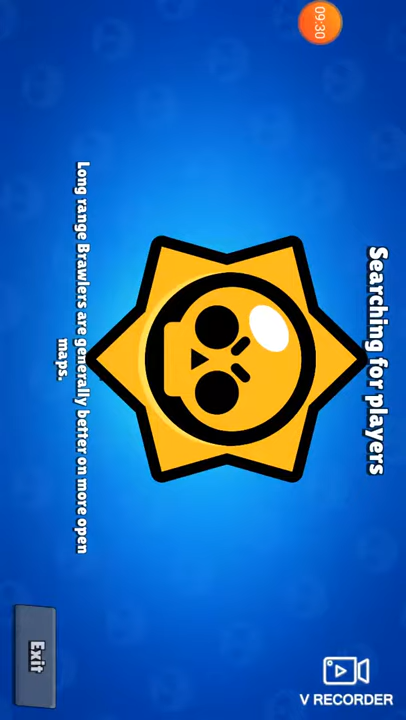 09:30
Searching for players
Long range Brawlers are generally better on more open
maps.
Exit
V RECORDER